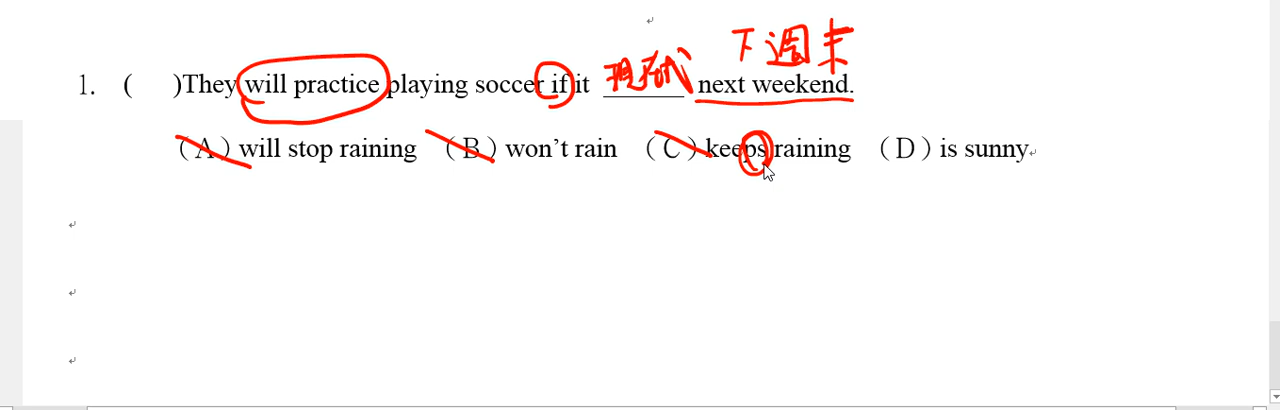 下週末
1. ( )They will practice playing soccer if it 現在式 next weekend.
(A) will stop raining (B) won't rain (C) keeps raining (D) is sunny